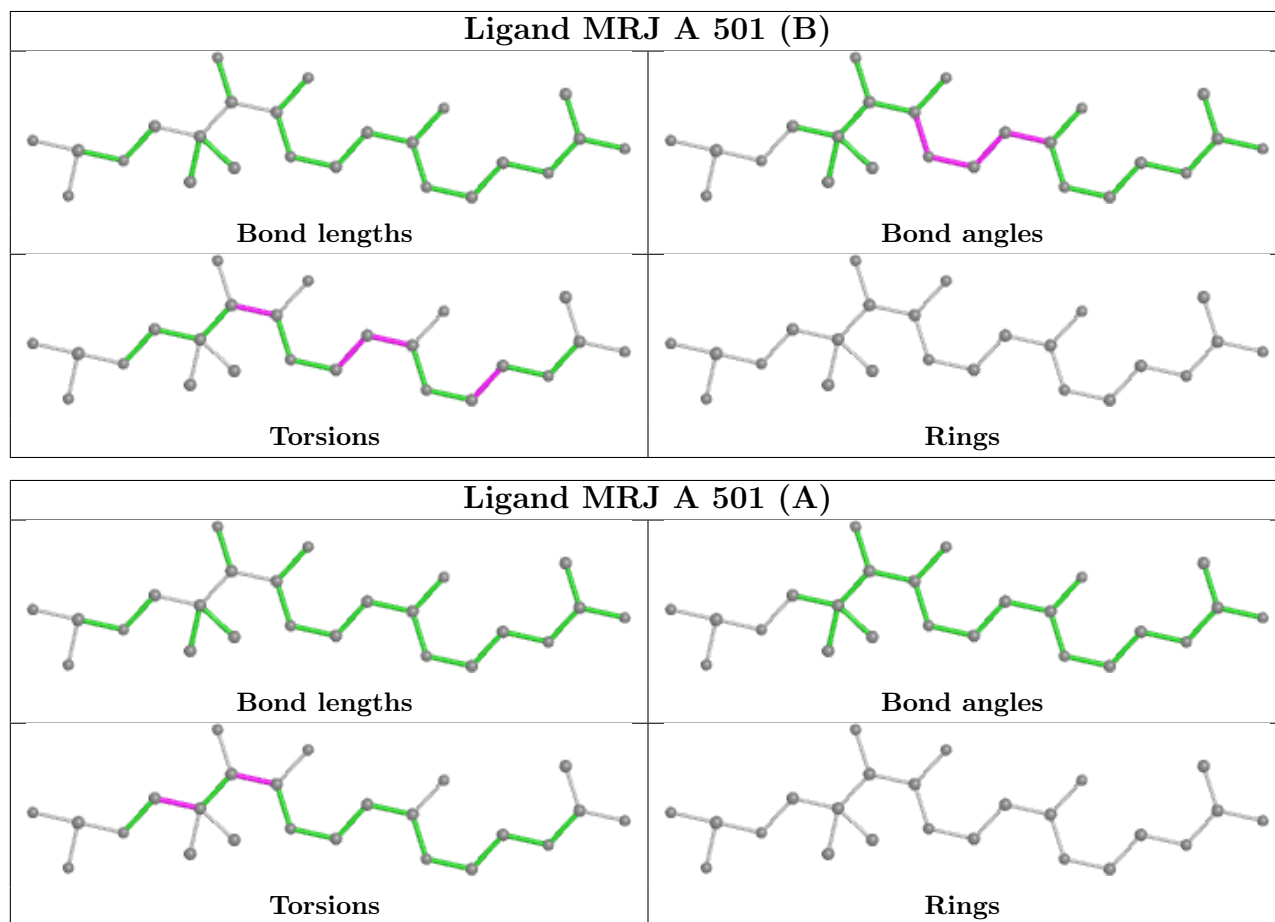 Ligand MRJ A 501 (B)
Bond lengths
Bond angles
Torsions
Rings
Ligand MRJ A 501 (A)
Bond lengths
Bond angles
Torsions
Rings